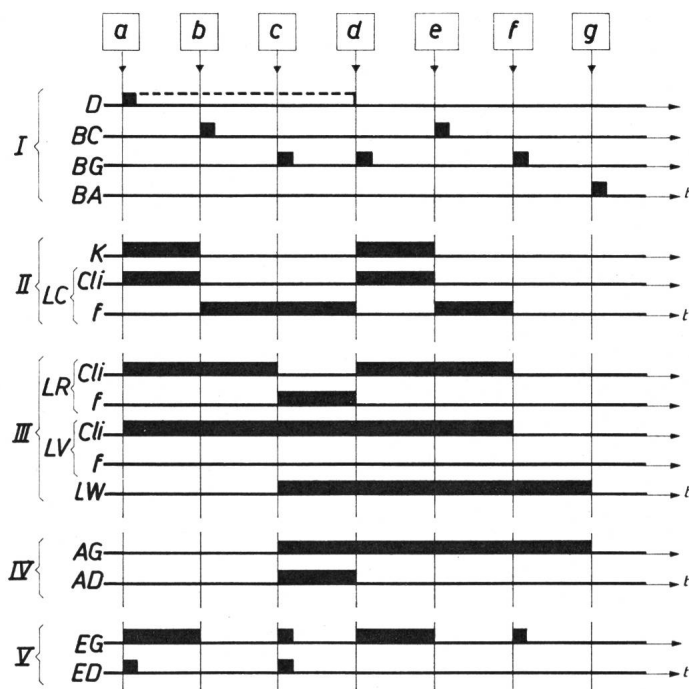 a b c d e f g
D
BC
I BG
BA t
K
II LC Cli
f t
Cli
LR f
III LV Cli
f
LW t
AG
IV AD t
EG
V ED t